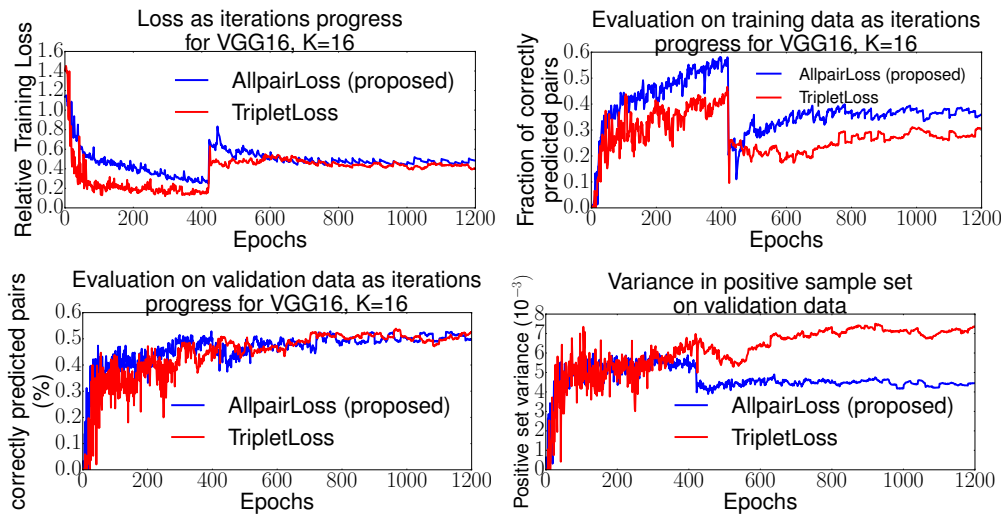 Loss as iterations progress
for VGG16, K=16
Relative Training Loss
1.6
1.4
1.2
1.0
0.8
0.6
0.4
0.2
0.0
AllpairLoss (proposed)
TripletLoss
0 200 400 600 800 1000 1200
Epochs
Evaluation on training data as iterations
progress for VGG16, K=16
Fraction of correctly
predicted pairs
0.6
0.5
0.4
0.3
0.2
0.1
0.0
AllpairLoss (proposed)
TripletLoss
0 200 400 600 800 1000 1200
Epochs
Evaluation on validation data as iterations
progress for VGG16, K=16
correctly predicted pairs
(%)
0.6
0.5
0.4
0.3
0.2
0.1
0.0
AllpairLoss (proposed)
TripletLoss
0 200 400 600 800 1000 1200
Epochs
Variance in positive sample set
on validation data
Positive set variance (10⁻³)
8
7
6
5
4
3
2
1
0
AllpairLoss (proposed)
TripletLoss
0 200 400 600 800 1000 1200
Epochs